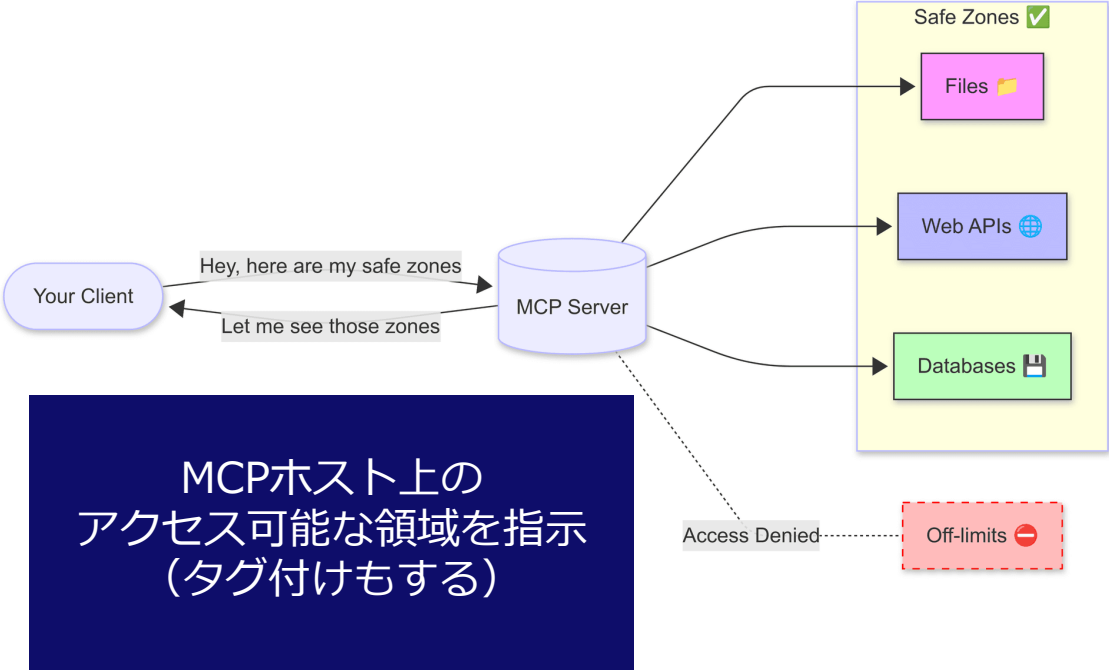 Safe Zones ✅
Files 📁
Web APIs 🌐
Hey, here are my safe zones
Your Client
MCP Server
Let me see those zones
Databases 💾
MCPホスト上の
アクセス可能な領域を指示
（タグ付けもする）
Access Denied
Off-limits ⛔